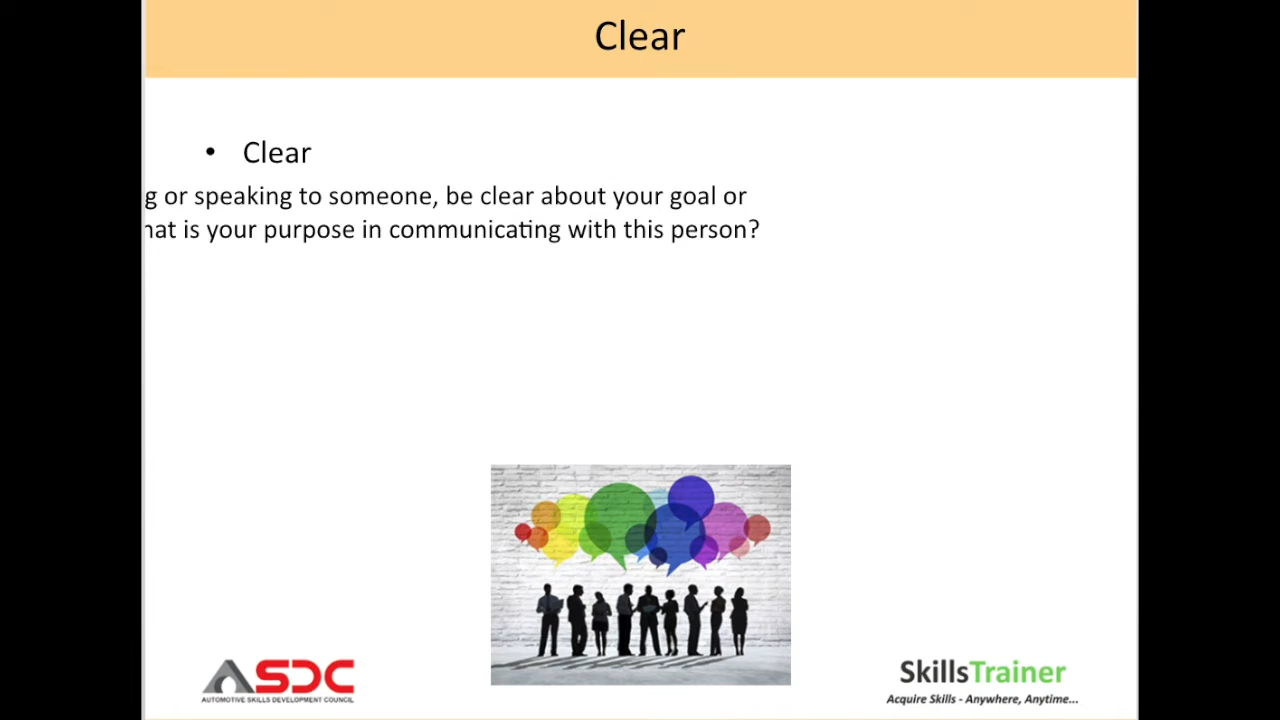 Clear
• Clear
g or speaking to someone, be clear about your goal or
hat is your purpose in communicating with this person?
ASDC
AUTOMOTIVE SKILLS DEVELOPMENT COUNCIL
SkillsTrainer
Acquire Skills - Anywhere, Anytime...